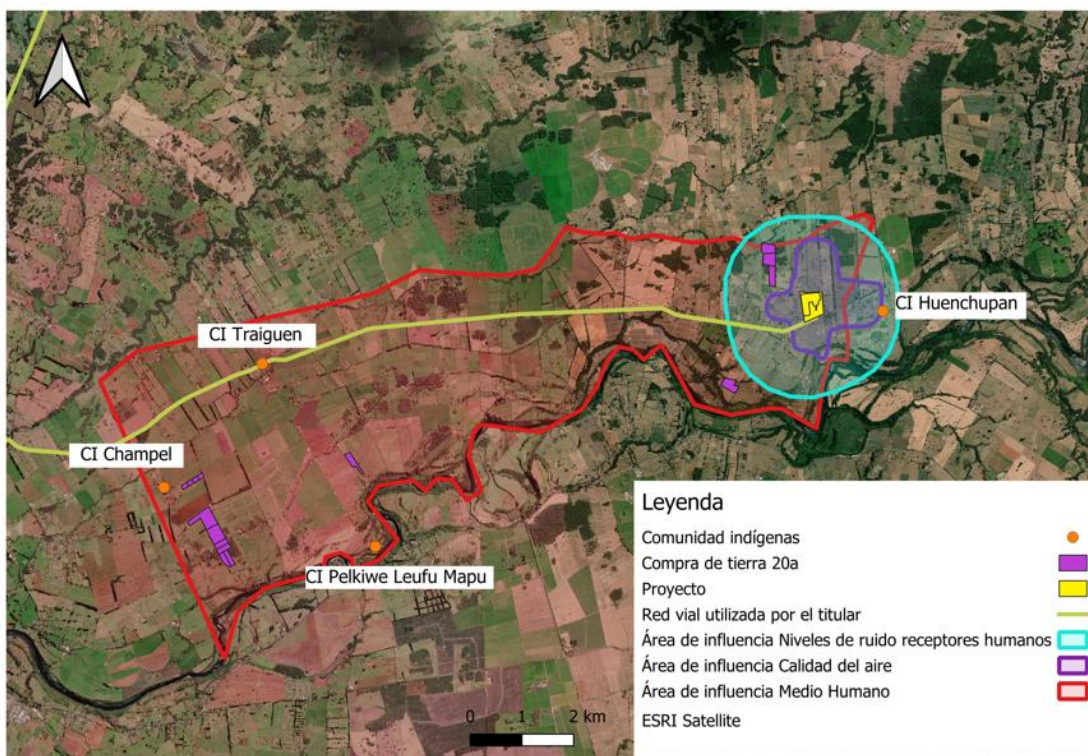 CI Huenchupan
CI Traiguen
CI Champel
CI Pelkiwe Leufu Mapu
0 1 2 km
Leyenda
Comunidad indígenas
Compra de tierra 20a
Proyecto
Red vial utilizada por el titular
Área de influencia Niveles de ruido receptores humanos
Área de influencia Calidad del aire
Área de influencia Medio Humano
ESRI Satellite